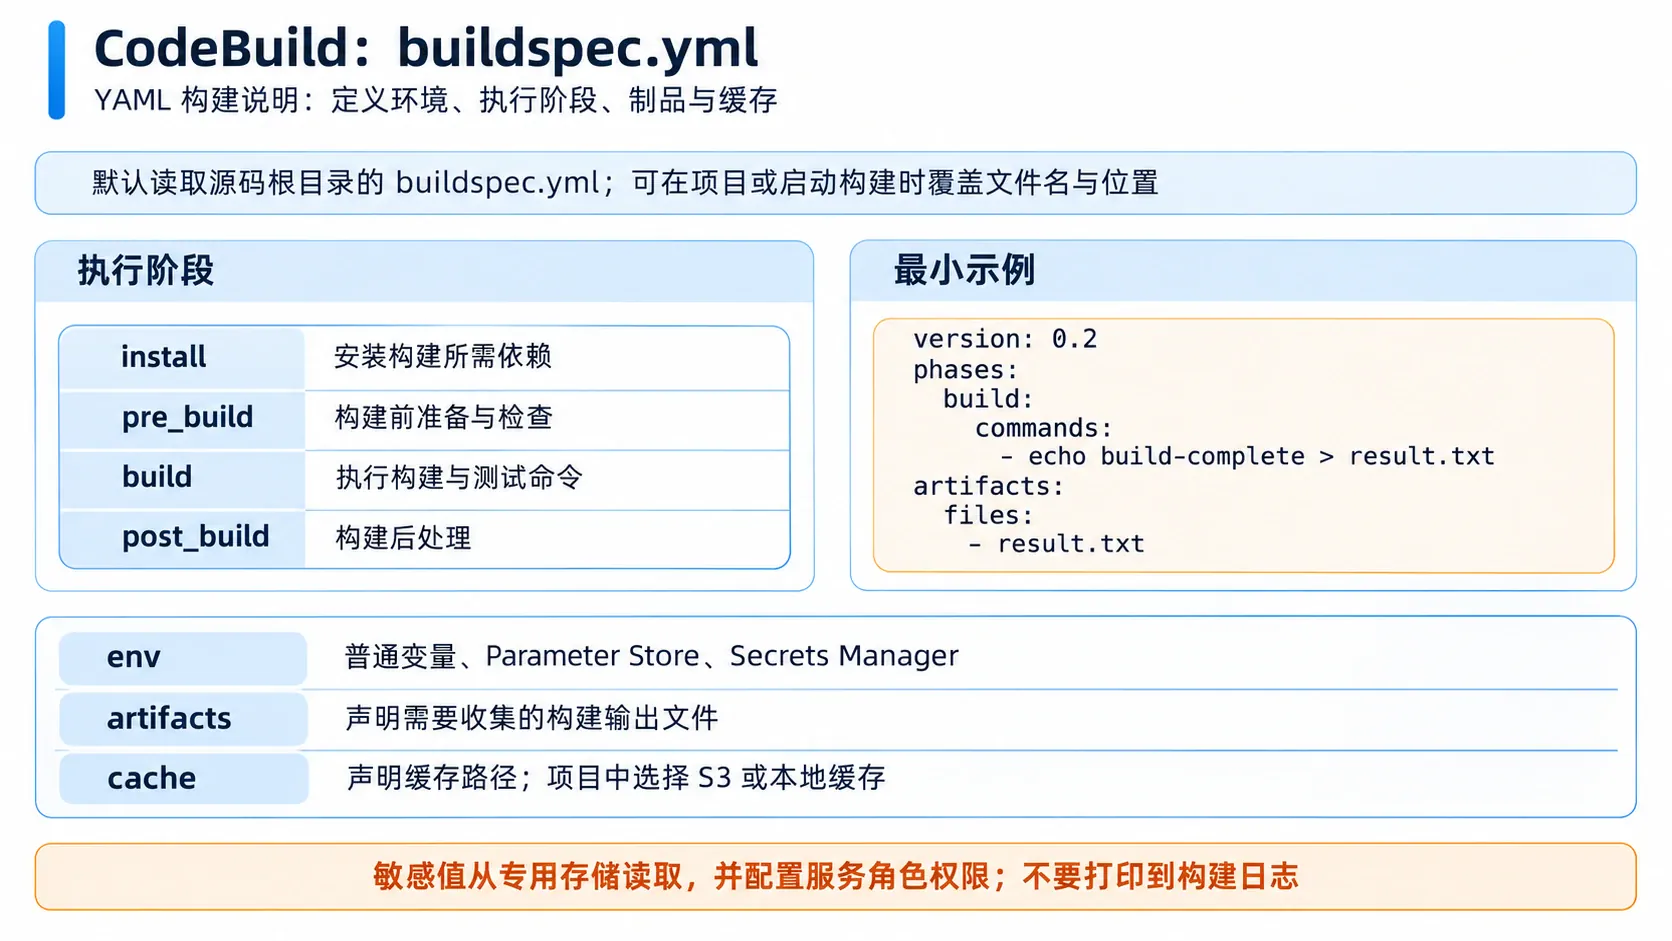 CodeBuild：buildspec.yml
YAML 构建说明：定义环境、执行阶段、制品与缓存
默认读取源码根目录的 buildspec.yml；可在项目或启动构建时覆盖文件名与位置
执行阶段
install 安装构建所需依赖
pre_build 构建前准备与检查
build 执行构建与测试命令
post_build 构建后处理
最小示例
version: 0.2
phases:
  build:
    commands:
      - echo build-complete > result.txt
artifacts:
  files:
    - result.txt
env 普通变量、Parameter Store、Secrets Manager
artifacts 声明需要收集的构建输出文件
cache 声明缓存路径；项目中选择 S3 或本地缓存
敏感值从专用存储读取，并配置服务角色权限；不要打印到构建日志